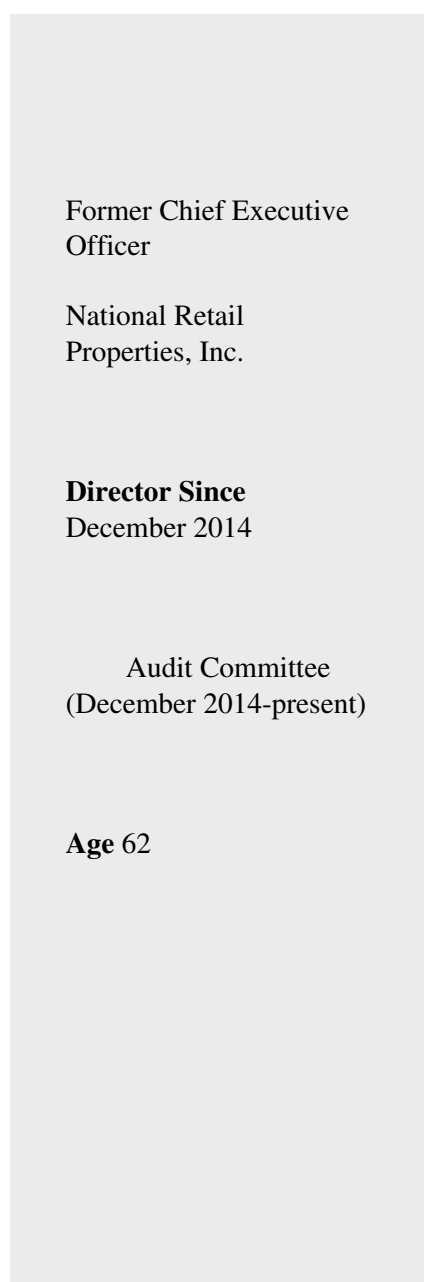 Former Chief Executive
Officer
National Retail
Properties, Inc.
Director Since
December 2014
Audit Committee
(December 2014-present)
Age 62